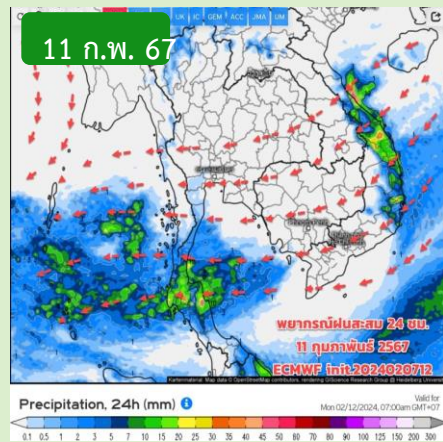 UK IC GEM ACC JMA UM
11 ก.พ. 67
พยากรณ์ฝนสะสม 24 ชม.
11 กุมภาพันธ์ 2567
ECMWF init.2024020712
Precipitation, 24h (mm)
Valid for
Mon 02/12/2024, 07:00am GMT+07
0.1 0.5 1 2 3 5 7 10 15 20 25 30 35 40 45 50 60 70 80 90 100 125 150 200 300